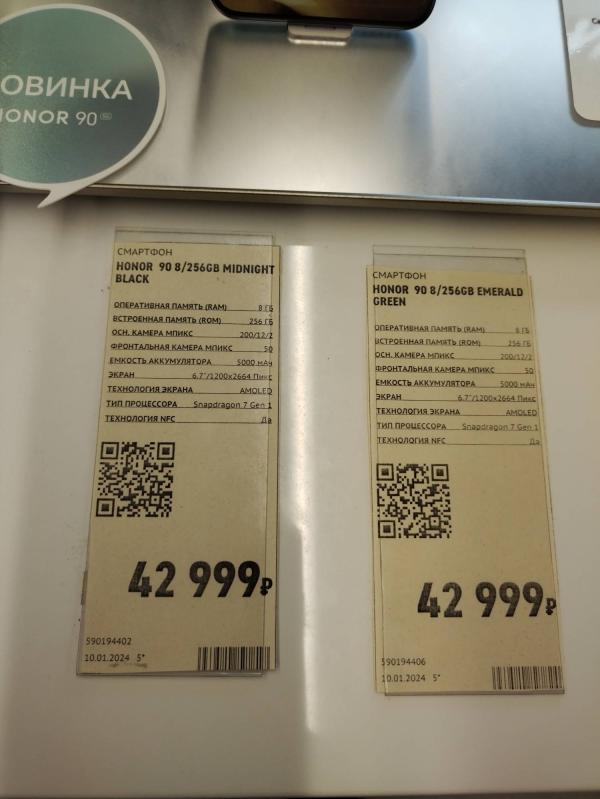 ОВИНКА
HONOR 90 5G
СМАРТФОН
HONOR 90 8/256GB MIDNIGHT
BLACK
ОПЕРАТИВНАЯ ПАМЯТЬ (RAM) 8 ГБ
ВСТРОЕННАЯ ПАМЯТЬ (ROM) 256 ГБ
ОСН. КАМЕРА МПИКС 200/12/2
ФРОНТАЛЬНАЯ КАМЕРА МПИКС 50
ЕМКОСТЬ АККУМУЛЯТОРА 5000 мАч
ЭКРАН 6.7"/1200x2664 Пикс
ТЕХНОЛОГИЯ ЭКРАНА AMOLED
ТИП ПРОЦЕССОРА Snapdragon 7 Gen 1
ТЕХНОЛОГИЯ NFC Да
42 999₽
590194402
10.01.2024 5*
СМАРТФОН
HONOR 90 8/256GB EMERALD
GREEN
ОПЕРАТИВНАЯ ПАМЯТЬ (RAM) 8 ГБ
ВСТРОЕННАЯ ПАМЯТЬ (ROM) 256 ГБ
ОСН. КАМЕРА МПИКС 200/12/2
ФРОНТАЛЬНАЯ КАМЕРА МПИКС 50
ЕМКОСТЬ АККУМУЛЯТОРА 5000 мАч
ЭКРАН 6.7"/1200x2664 Пикс
ТЕХНОЛОГИЯ ЭКРАНА AMOLED
ТИП ПРОЦЕССОРА Snapdragon 7 Gen 1
ТЕХНОЛОГИЯ NFC Да
42 999₽
590194406
10.01.2024 5*